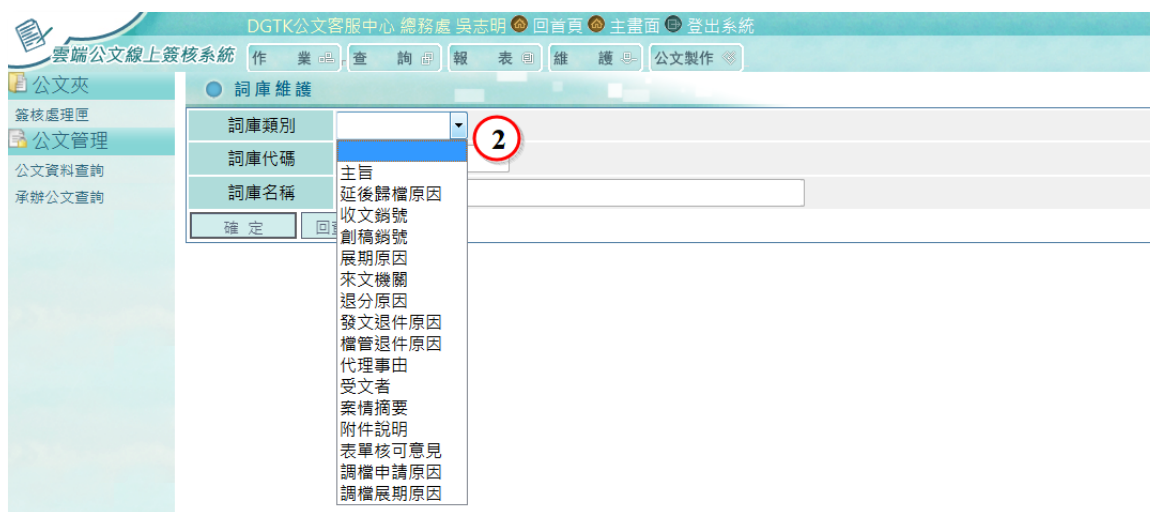 DGTK公文客服中心 總務處 吳志明 回首頁 主畫面 登出系統
雲端公文線上簽核系統 作 業 查 詢 報 表 維 護 公文製作
公文夾
簽核處理匣
公文管理
公文資料查詢
承辦公文查詢
詞庫維護
詞庫類別
2
詞庫代碼
詞庫名稱
確 定 回
主旨
延後歸檔原因
收文銷號
創稿銷號
展期原因
來文機關
退分原因
發文退件原因
檔管退件原因
代理事由
受文者
案情摘要
附件說明
表單核可意見
調檔申請原因
調檔展期原因